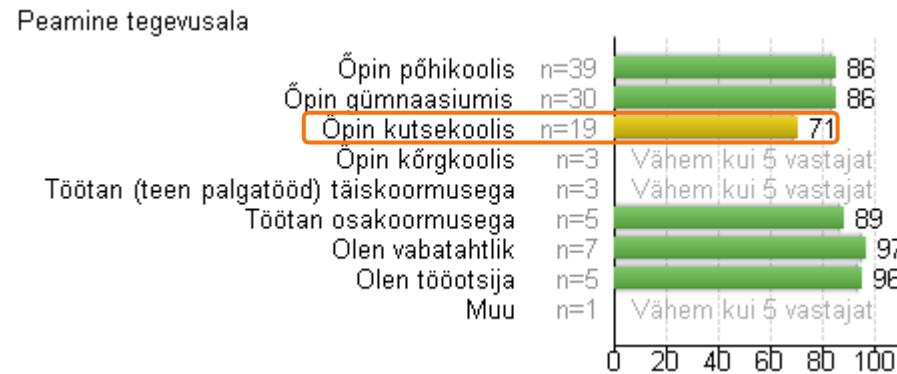 Peamine tegevusala
Õpin põhikoolis n=39 86
Õpin gümnaasiumis n=30 86
Õpin kutsekoolis n=19 71
Õpin kõrgkoolis n=3 Vähem kui 5 vastajat
Töötan (teen palgatööd) täiskoormusega n=3 Vähem kui 5 vastajat
Töötan osakoormusega n=5 89
Olen vabatahtlik n=7 97
Olen tööotsija n=5 96
Muu n=1 Vähem kui 5 vastajat
0 20 40 60 80 100